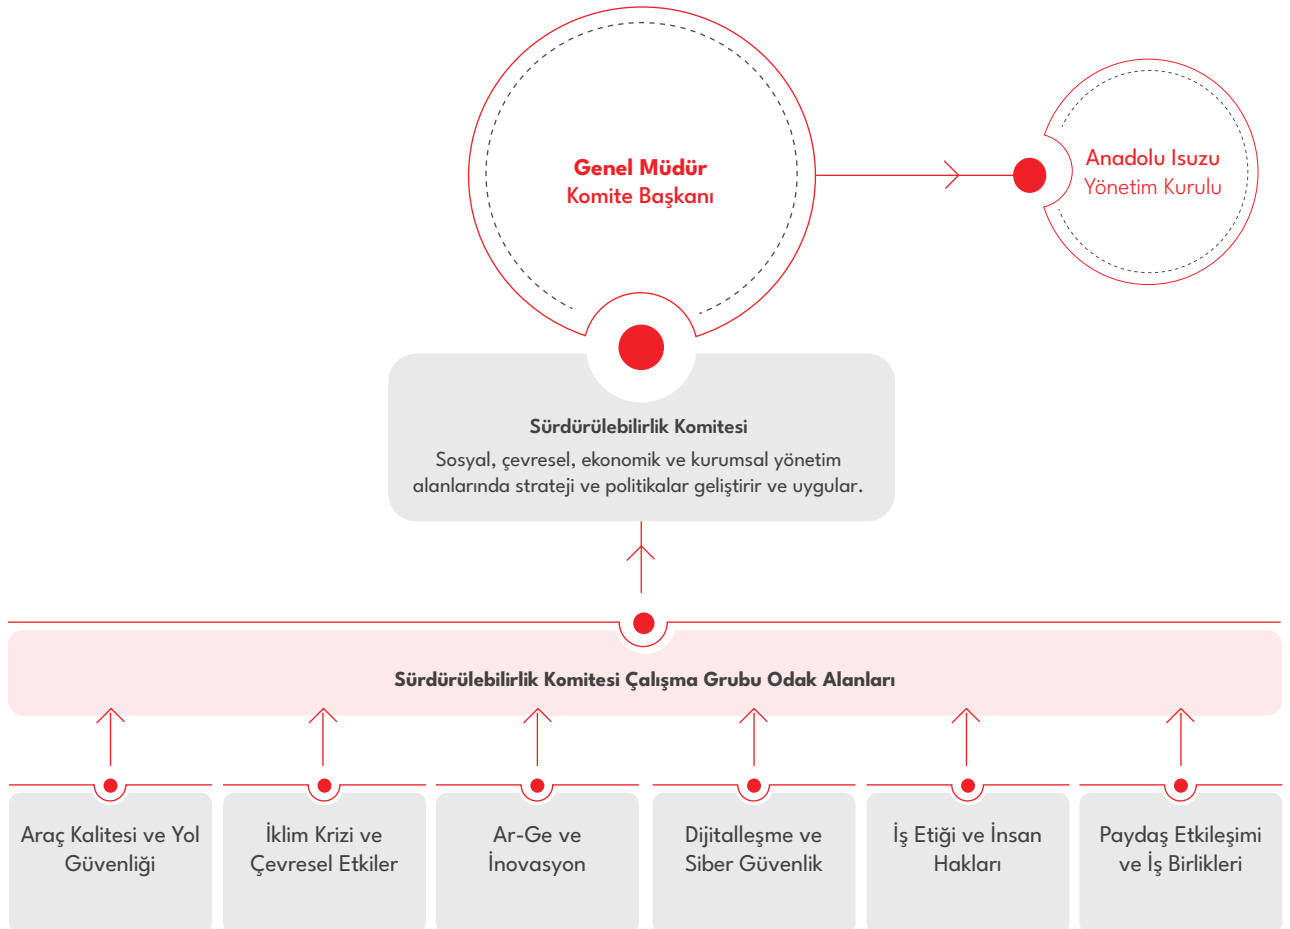 Genel Müdür
Komite Başkanı
Anadolu Isuzu
Yönetim Kurulu
Sürdürülebilirlik Komitesi
Sosyal, çevresel, ekonomik ve kurumsal yönetim
alanlarında strateji ve politikalar geliştirir ve uygular.
Sürdürülebilirlik Komitesi Çalışma Grubu Odak Alanları
Araç Kalitesi ve Yol
Güvenliği
İklim Krizi ve
Çevresel Etkiler
Ar-Ge ve
İnovasyon
Dijitalleşme ve
Siber Güvenlik
İş Etiği ve İnsan
Hakları
Paydaş Etkileşimi
ve İş Birlikleri